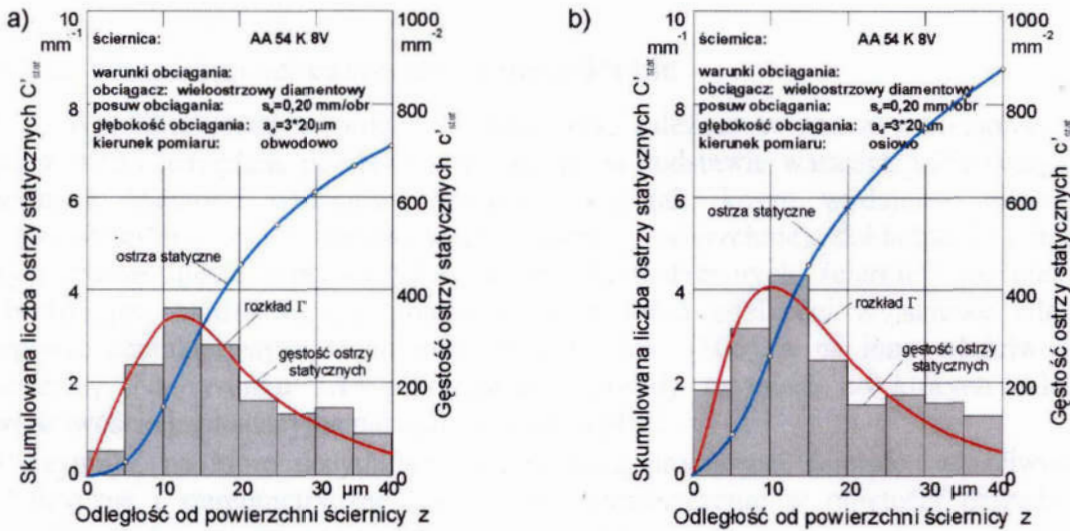 a)
10
mm⁻¹
8
6
4
2
0
Skumulowana liczba ostrzy statycznych C'stat
1000
mm⁻²
800
600
400
200
0
Gęstość ostrzy statycznych c'stat
ściernica: AA 54 K 8V
warunki obciągania:
obciągacz: wieloostrzowy diamentowy
posuw obciągania: sd=0,20 mm/obr
głębokość obciągania: ad=3*20μm
kierunek pomiaru: obwodowo
ostrza statyczne
rozkład Γ
gęstość ostrzy
statycznych
0 10 20 30 μm 40
Odległość od powierzchni ściernicy z
b)
10
mm⁻¹
8
6
4
2
0
Skumulowana liczba ostrzy statycznych C'stat
1000
mm⁻²
800
600
400
200
0
Gęstość ostrzy statycznych c'stat
ściernica: AA 54 K 8V
warunki obciągania:
obciągacz: wieloostrzowy diamentowy
posuw obciągania: sd=0,20 mm/obr
głębokość obciągania: ad=3*20μm
kierunek pomiaru: osiowo
ostrza statyczne
rozkład Γ
gęstość ostrzy
statycznych
0 10 20 30 μm 40
Odległość od powierzchni ściernicy z